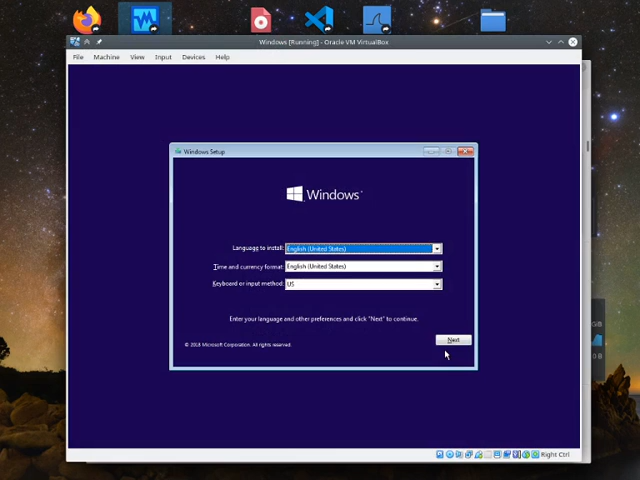 Windows [Running] - Oracle VM VirtualBox
File Machine View Input Devices Help
Windows Setup
Windows
Language to install: English (United States)
Time and currency format: English (United States)
Keyboard or input method: US
Enter your language and other preferences and click "Next" to continue.
Next
© 2018 Microsoft Corporation. All rights reserved.
Right Ctrl